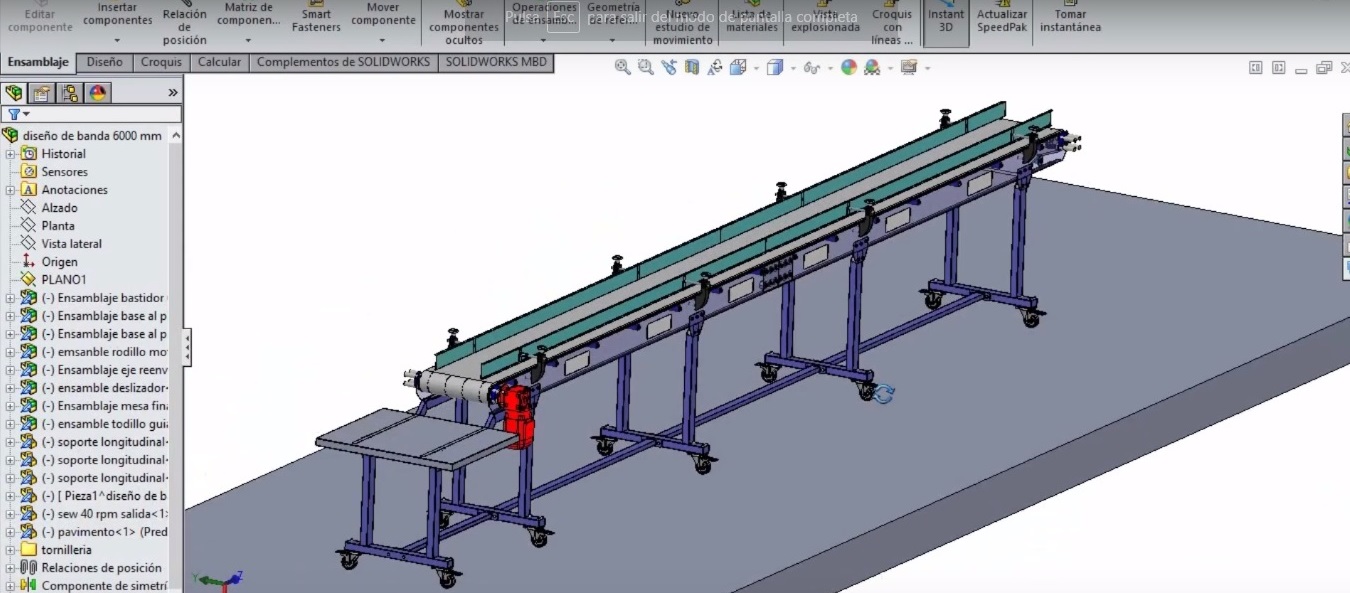 Editar
componente
Insertar
componentes
Relación
de
posición
Matriz de
componen...
Smart
Fasteners
Mover
componente
Mostrar
componentes
ocultos
Operaciones
de
Geometría
de
Nuevo
estudio de
movimiento
Lista de
materiales
Vista
explosionada
Croquis
con
líneas ...
Instant
3D
Actualizar
SpeedPak
Tomar
instantánea
Pulsa Esc para salir del modo de pantalla completa
Ensamblaje Diseño Croquis Calcular Complementos de SOLIDWORKS SOLIDWORKS MBD
»
diseño de banda 6000 mm
Historial
Sensores
A Anotaciones
Alzado
Planta
Vista lateral
Origen
PLANO1
(-) Ensamblaje bastidor
(-) Ensamblaje base al p
(-) Ensamblaje base al p
(-) emsanble rodillo mo
(-) Ensamblaje eje reenv
(-) ensamble deslizador
(-) Ensamblaje mesa fin
(-) ensamble todillo gui
(-) soporte longitudinal
(-) soporte longitudinal
(-) soporte longitudinal
(-) [ Pieza1^diseño de b
(-) sew 40 rpm salida<1>
(-) pavimento<1> (Pred
tornilleria
Relaciones de posición
Componente de simetrí
Y Z